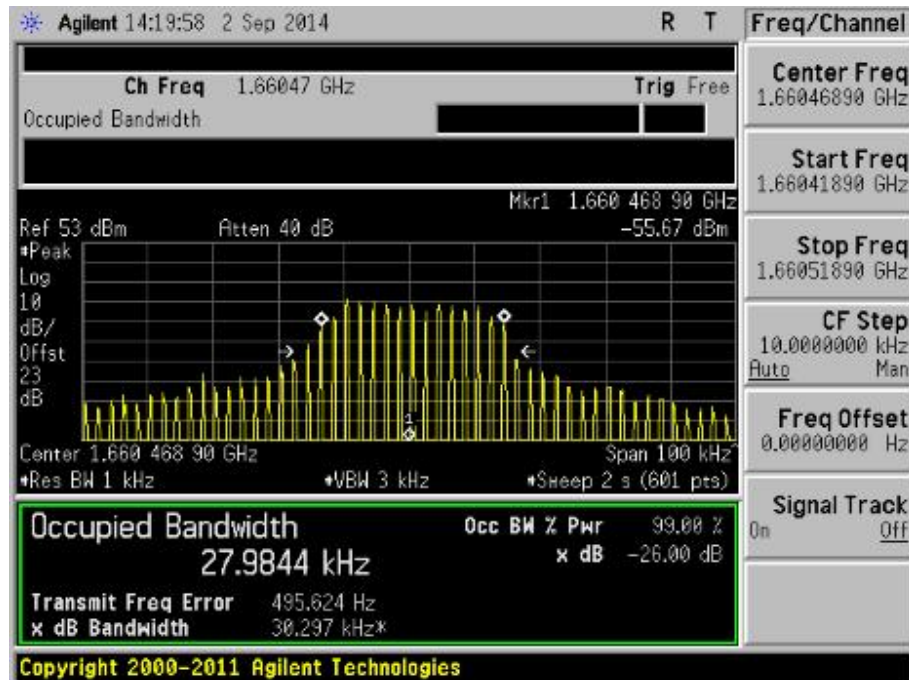 Agilent 14:19:58 2 Sep 2014 R T
Freq/Channel
Ch Freq 1.66047 GHz Trig Free
Occupied Bandwidth
Center Freq
1.66046890 GHz
Start Freq
1.66041890 GHz
Stop Freq
1.66051890 GHz
CF Step
10.0000000 kHz
Auto Man
Freq Offset
0.00000000 Hz
Signal Track
On Off
Mkr1 1.660 468 90 GHz
Ref 53 dBm Atten 40 dB -55.67 dBm
#Peak
Log
10
dB/
Offst
23
dB
1
Center 1.660 468 90 GHz Span 100 kHz^
#Res BW 1 kHz #VBW 3 kHz #Sweep 2 s (601 pts)
Occupied Bandwidth Occ BW % Pwr 99.00 %
27.9844 kHz x dB -26.00 dB
Transmit Freq Error 495.624 Hz
x dB Bandwidth 30.297 kHz*
Copyright 2000-2011 Agilent Technologies